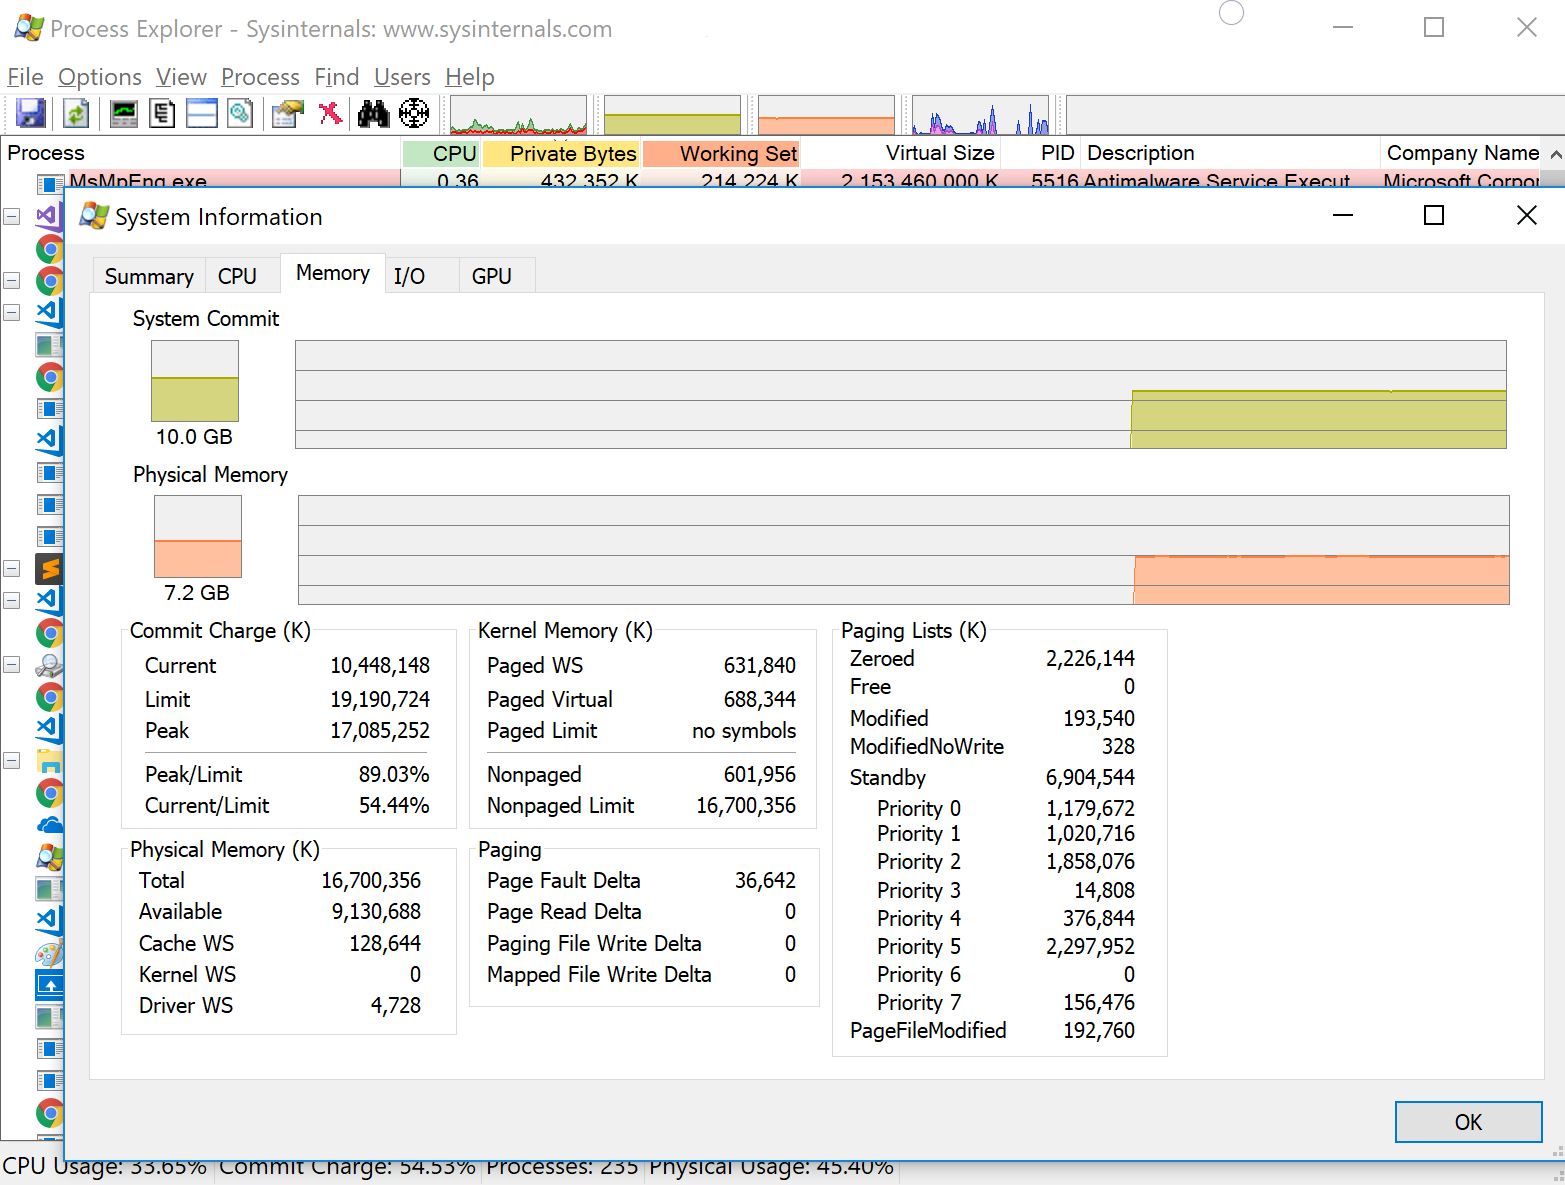 Process Explorer - Sysinternals: www.sysinternals.com
File Options View Process Find Users Help
Process CPU Private Bytes Working Set Virtual Size PID Description Company Name
MsMpEng.exe 0.36 432,352 K 214,224 K 2,153,460,000 K 5516 Antimalware Service Execut Microsoft Corpor
System Information
Summary CPU Memory I/O GPU
System Commit
10.0 GB
Physical Memory
7.2 GB
Commit Charge (K)
Current 10,448,148
Limit 19,190,724
Peak 17,085,252
Peak/Limit 89.03%
Current/Limit 54.44%
Kernel Memory (K)
Paged WS 631,840
Paged Virtual 688,344
Paged Limit no symbols
Nonpaged 601,956
Nonpaged Limit 16,700,356
Paging Lists (K)
Zeroed 2,226,144
Free 0
Modified 193,540
ModifiedNoWrite 328
Standby 6,904,544
Priority 0 1,179,672
Priority 1 1,020,716
Priority 2 1,858,076
Priority 3 14,808
Priority 4 376,844
Priority 5 2,297,952
Priority 6 0
Priority 7 156,476
PageFileModified 192,760
Physical Memory (K)
Total 16,700,356
Available 9,130,688
Cache WS 128,644
Kernel WS 0
Driver WS 4,728
Paging
Page Fault Delta 36,642
Page Read Delta 0
Paging File Write Delta 0
Mapped File Write Delta 0
OK
CPU Usage: 33.65% Commit Charge: 54.53% Processes: 235 Physical Usage: 45.40%